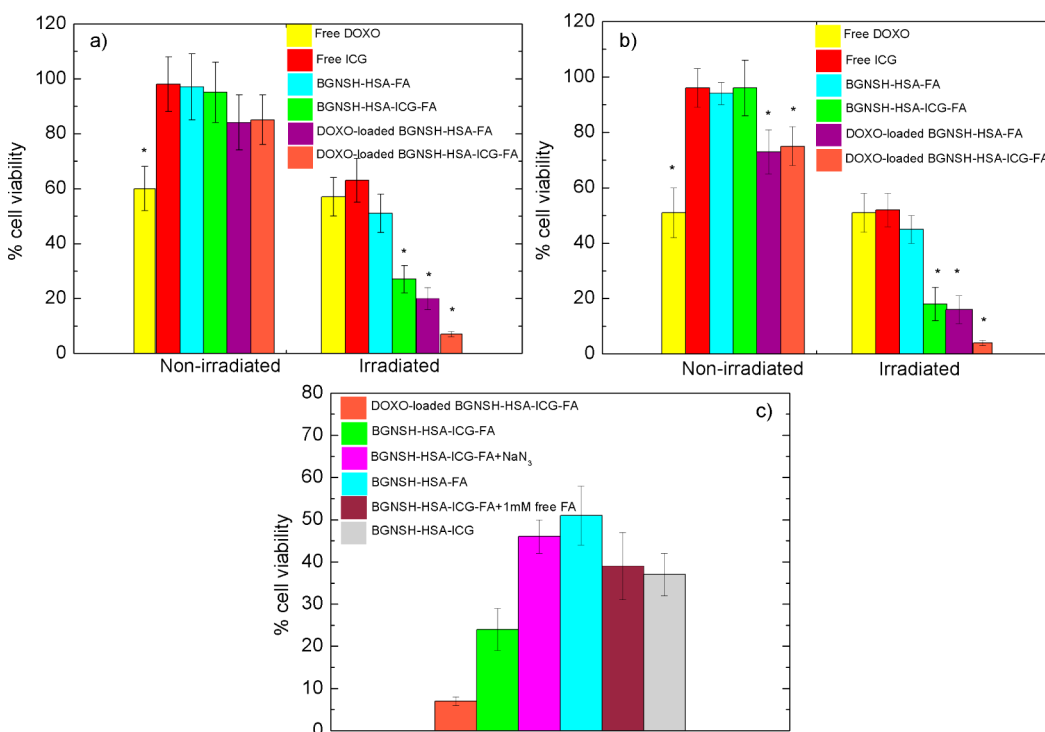 a)
% cell viability
120
100
80
60
40
20
0
Free DOXO
Free ICG
BGNSH-HSA-FA
BGNSH-HSA-ICG-FA
DOXO-loaded BGNSH-HSA-FA
DOXO-loaded BGNSH-HSA-ICG-FA
*
*
*
*
Non-irradiated
Irradiated
b)
% cell viability
120
100
80
60
40
20
0
Free DOXO
Free ICG
BGNSH-HSA-FA
BGNSH-HSA-ICG-FA
DOXO-loaded BGNSH-HSA-FA
DOXO-loaded BGNSH-HSA-ICG-FA
*
*
*
*
*
*
Non-irradiated
Irradiated
c)
% cell viability
80
70
60
50
40
30
20
10
0
DOXO-loaded BGNSH-HSA-ICG-FA
BGNSH-HSA-ICG-FA
BGNSH-HSA-ICG-FA+NaN3
BGNSH-HSA-FA
BGNSH-HSA-ICG-FA+1mM free FA
BGNSH-HSA-ICG